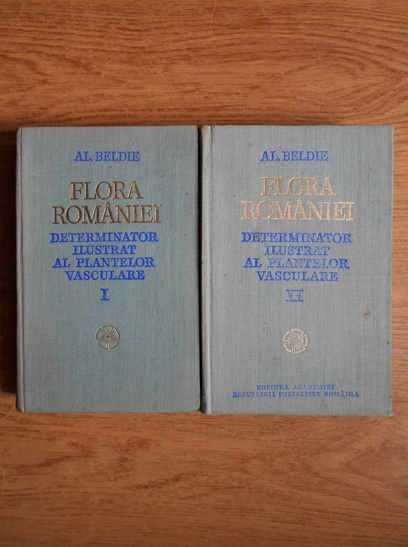 AL. BELDIE
FLORA
ROMÂNIEI
DETERMINATOR
ILUSTRAT
AL PLANTELOR
VASCULARE
I
AL. BELDIE
FLORA
ROMÂNIEI
DETERMINATOR
ILUSTRAT
AL PLANTELOR
VASCULARE
II
EDITURA ACADEMIEI
REPUBLICII SOCIALISTE ROMÂNIA